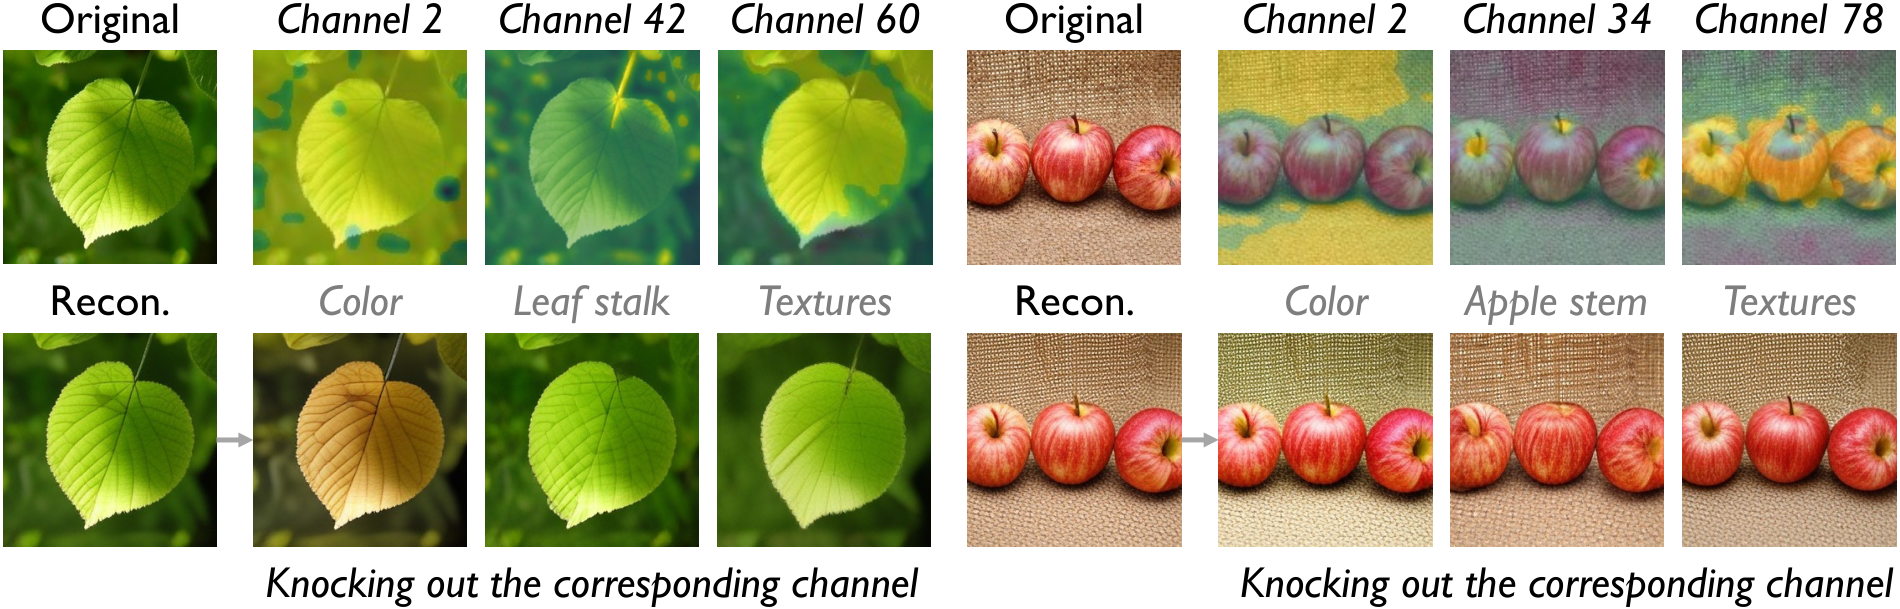 Original Channel 2 Channel 42 Channel 60 Original Channel 2 Channel 34 Channel 78
Recon. Color Leaf stalk Textures Recon. Color Apple stem Textures
Knocking out the corresponding channel Knocking out the corresponding channel